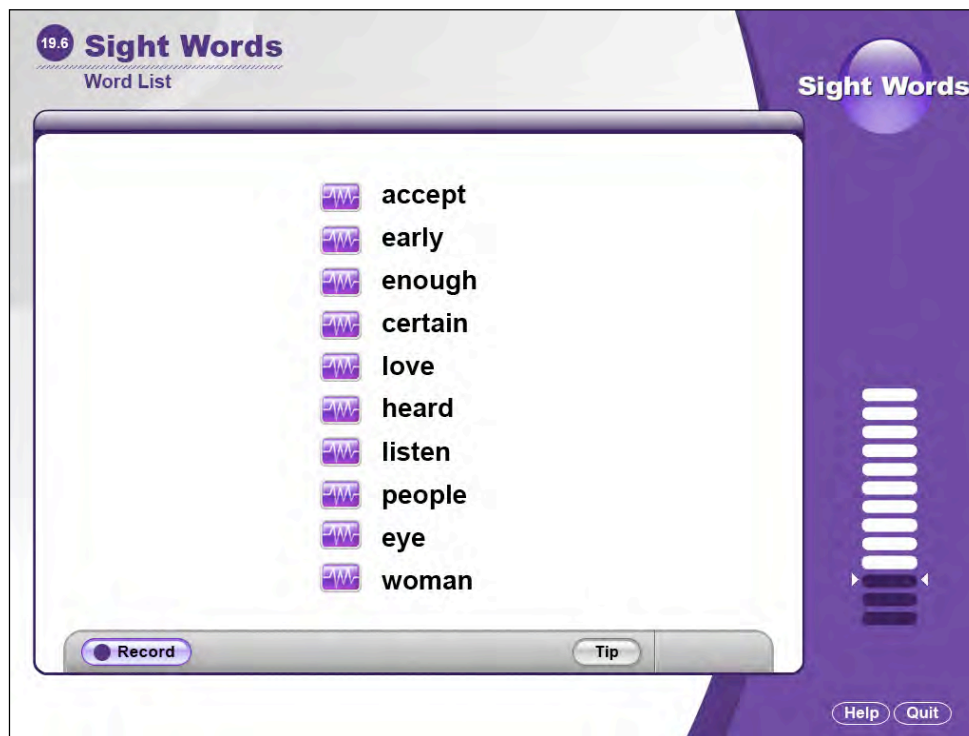 19.6 Sight Words
Word List
Sight Words
accept
early
enough
certain
love
heard
listen
people
eye
woman
Record
Tip
Help
Quit